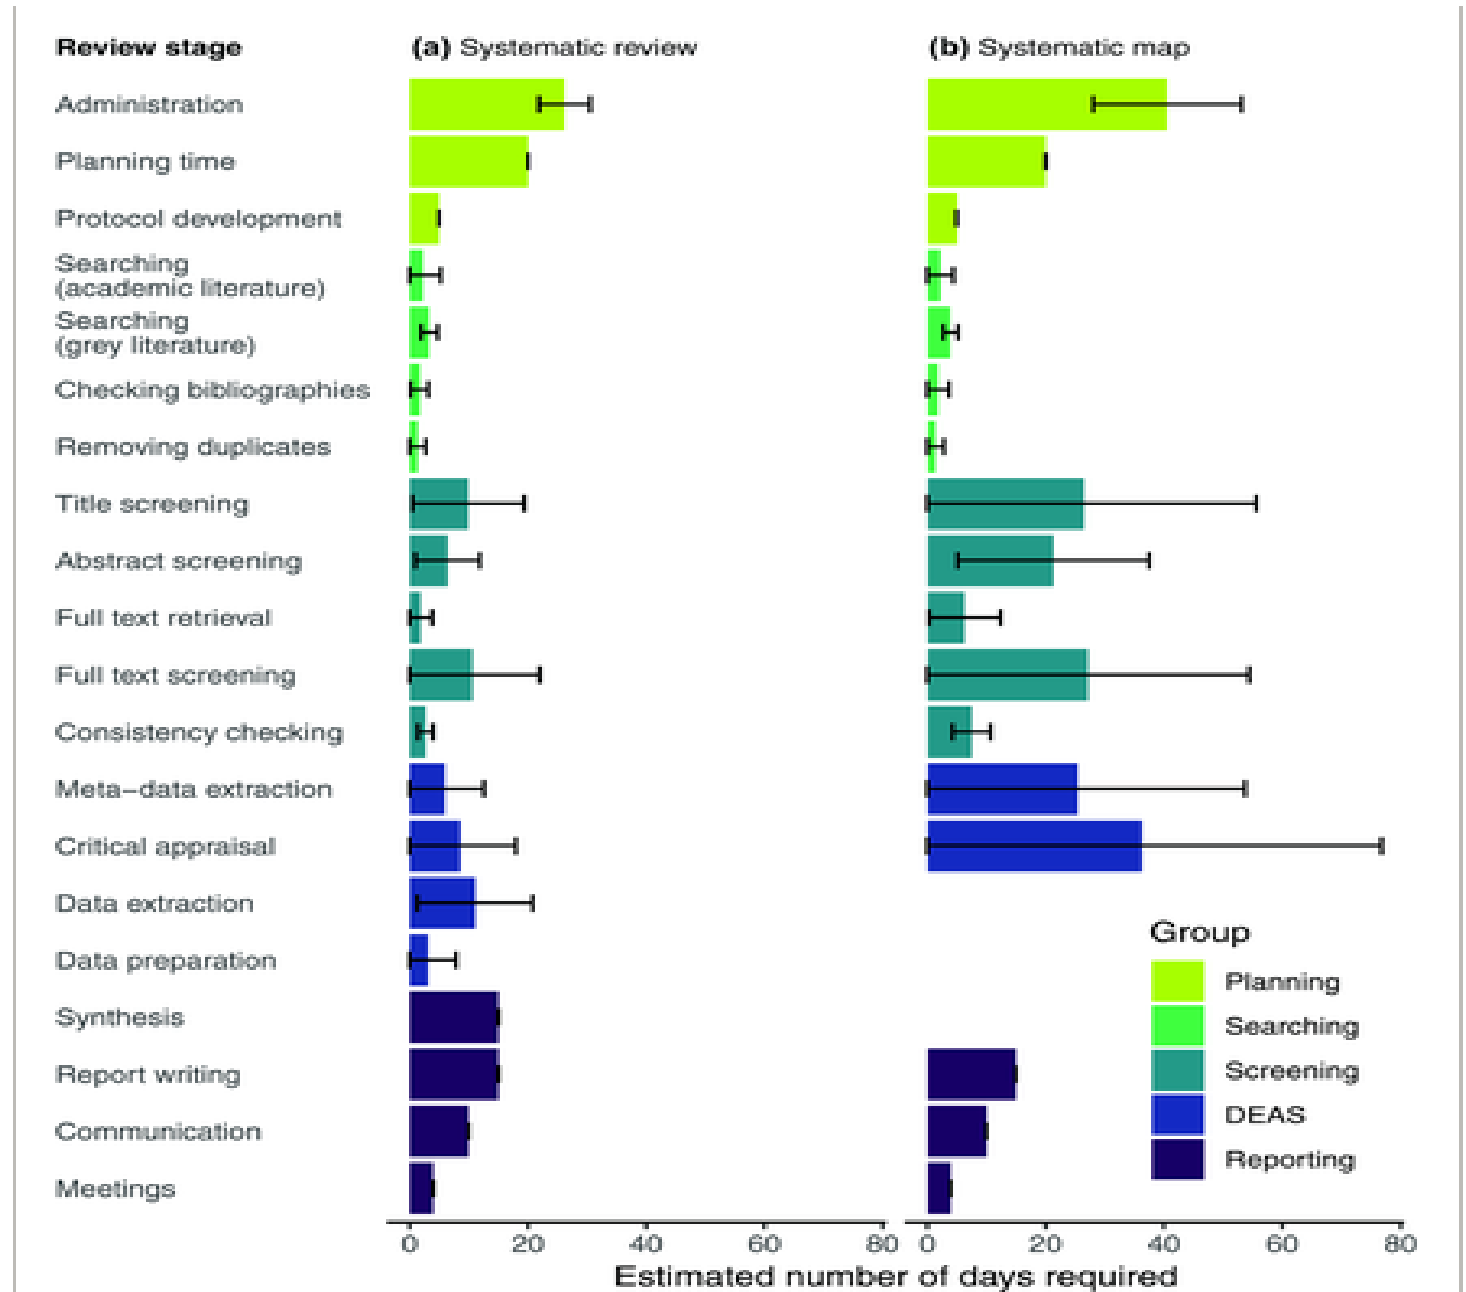 Review stage
(a) Systematic review
(b) Systematic map
Administration
Planning time
Protocol development
Searching
(academic literature)
Searching
(grey literature)
Checking bibliographies
Removing duplicates
Title screening
Abstract screening
Full text retrieval
Full text screening
Consistency checking
Meta−data extraction
Critical appraisal
Data extraction
Data preparation
Synthesis
Report writing
Communication
Meetings
Group
Planning
Searching
Screening
DEAS
Reporting
0 20 40 60 80
0 20 40 60 80
Estimated number of days required